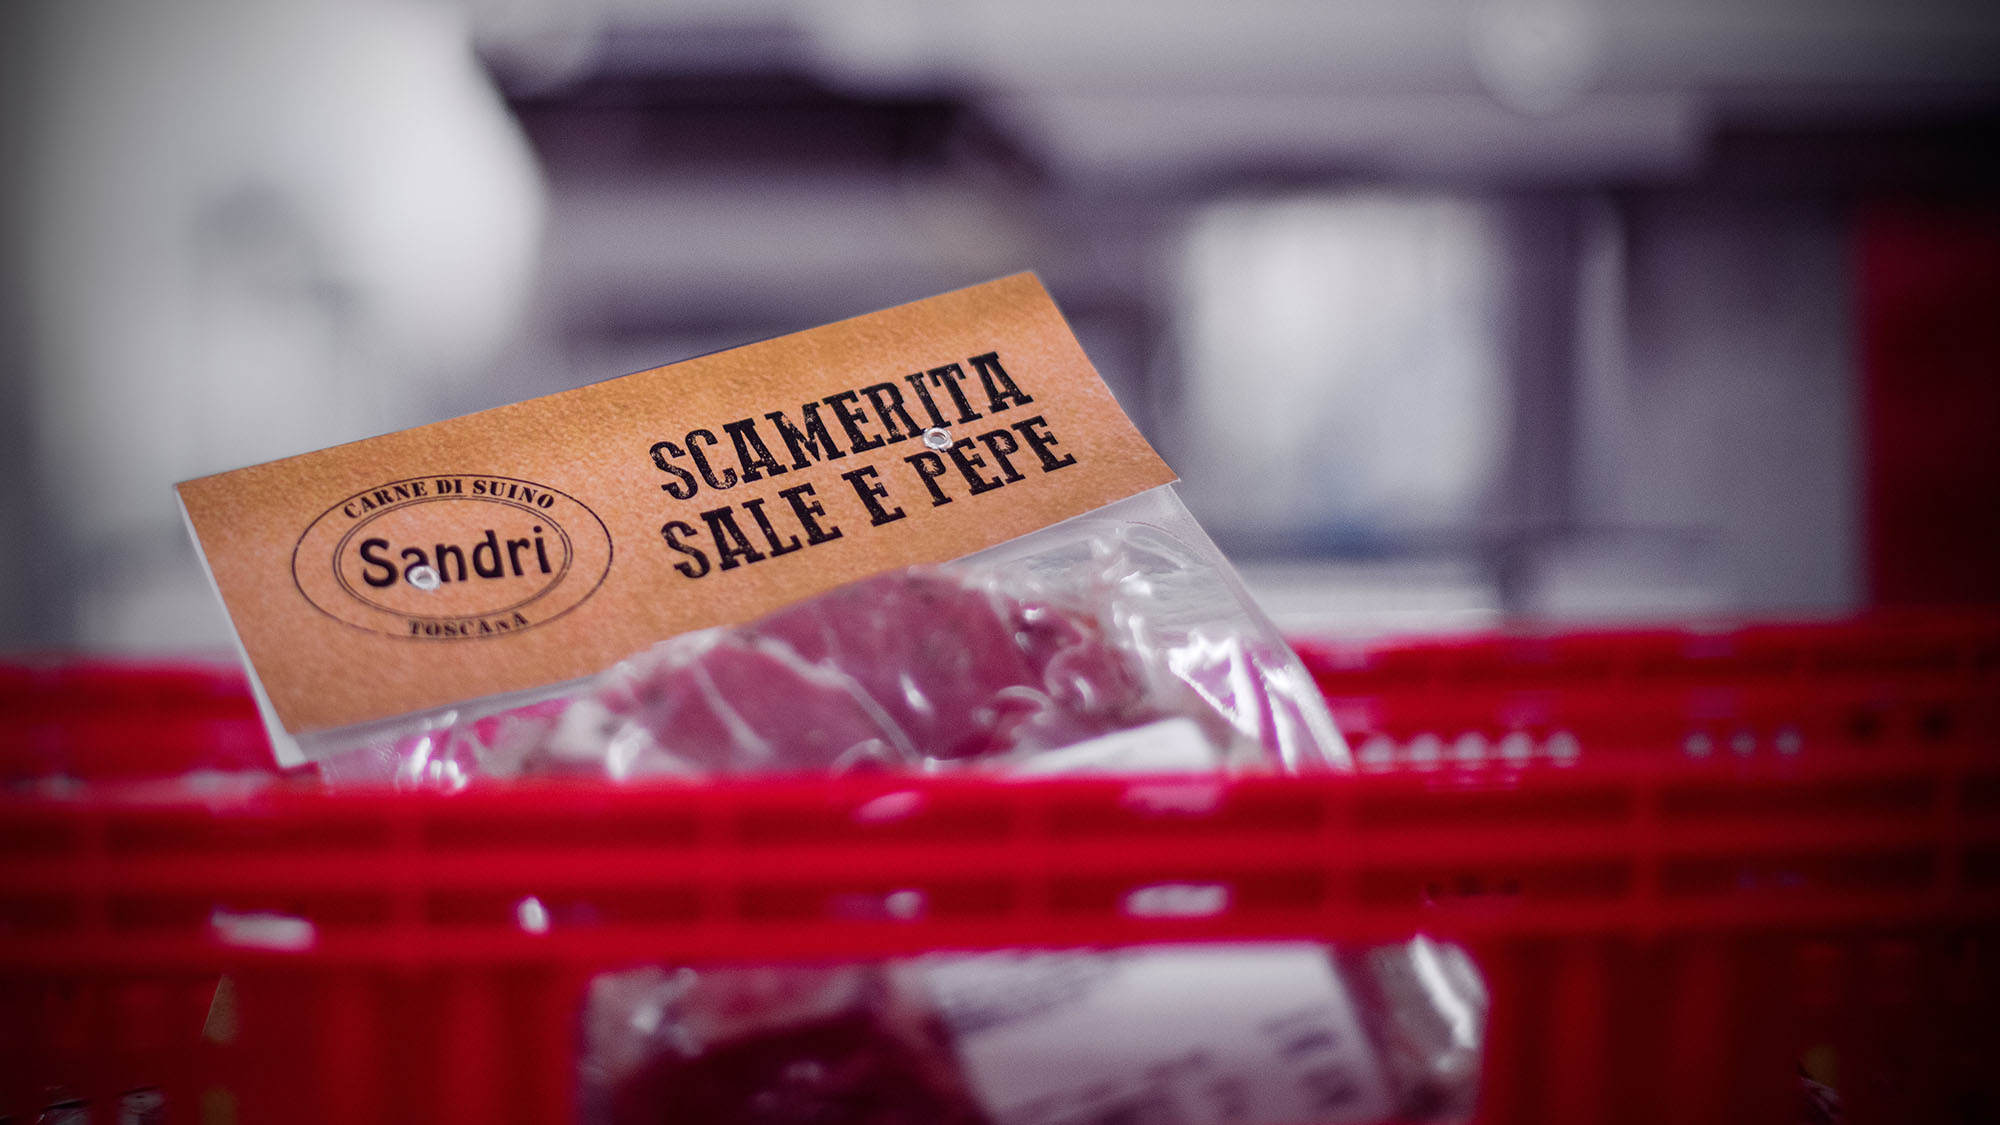 CARNE DI SUINO
Sandri
TOSCANA
SCAMERITA
SALE E PEPE